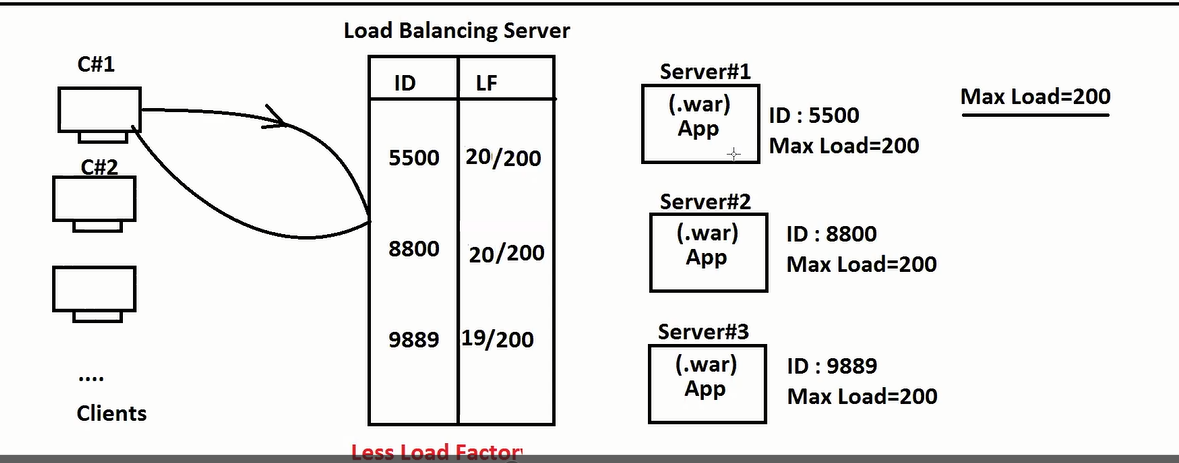 Load Balancing Server
C#1
C#2
....
Clients
ID LF
5500 20/200
8800 20/200
9889 19/200
Less Load Factor
Server#1
(.war)
App
ID : 5500
Max Load=200
Server#2
(.war)
App
ID : 8800
Max Load=200
Server#3
(.war)
App
ID : 9889
Max Load=200
Max Load=200